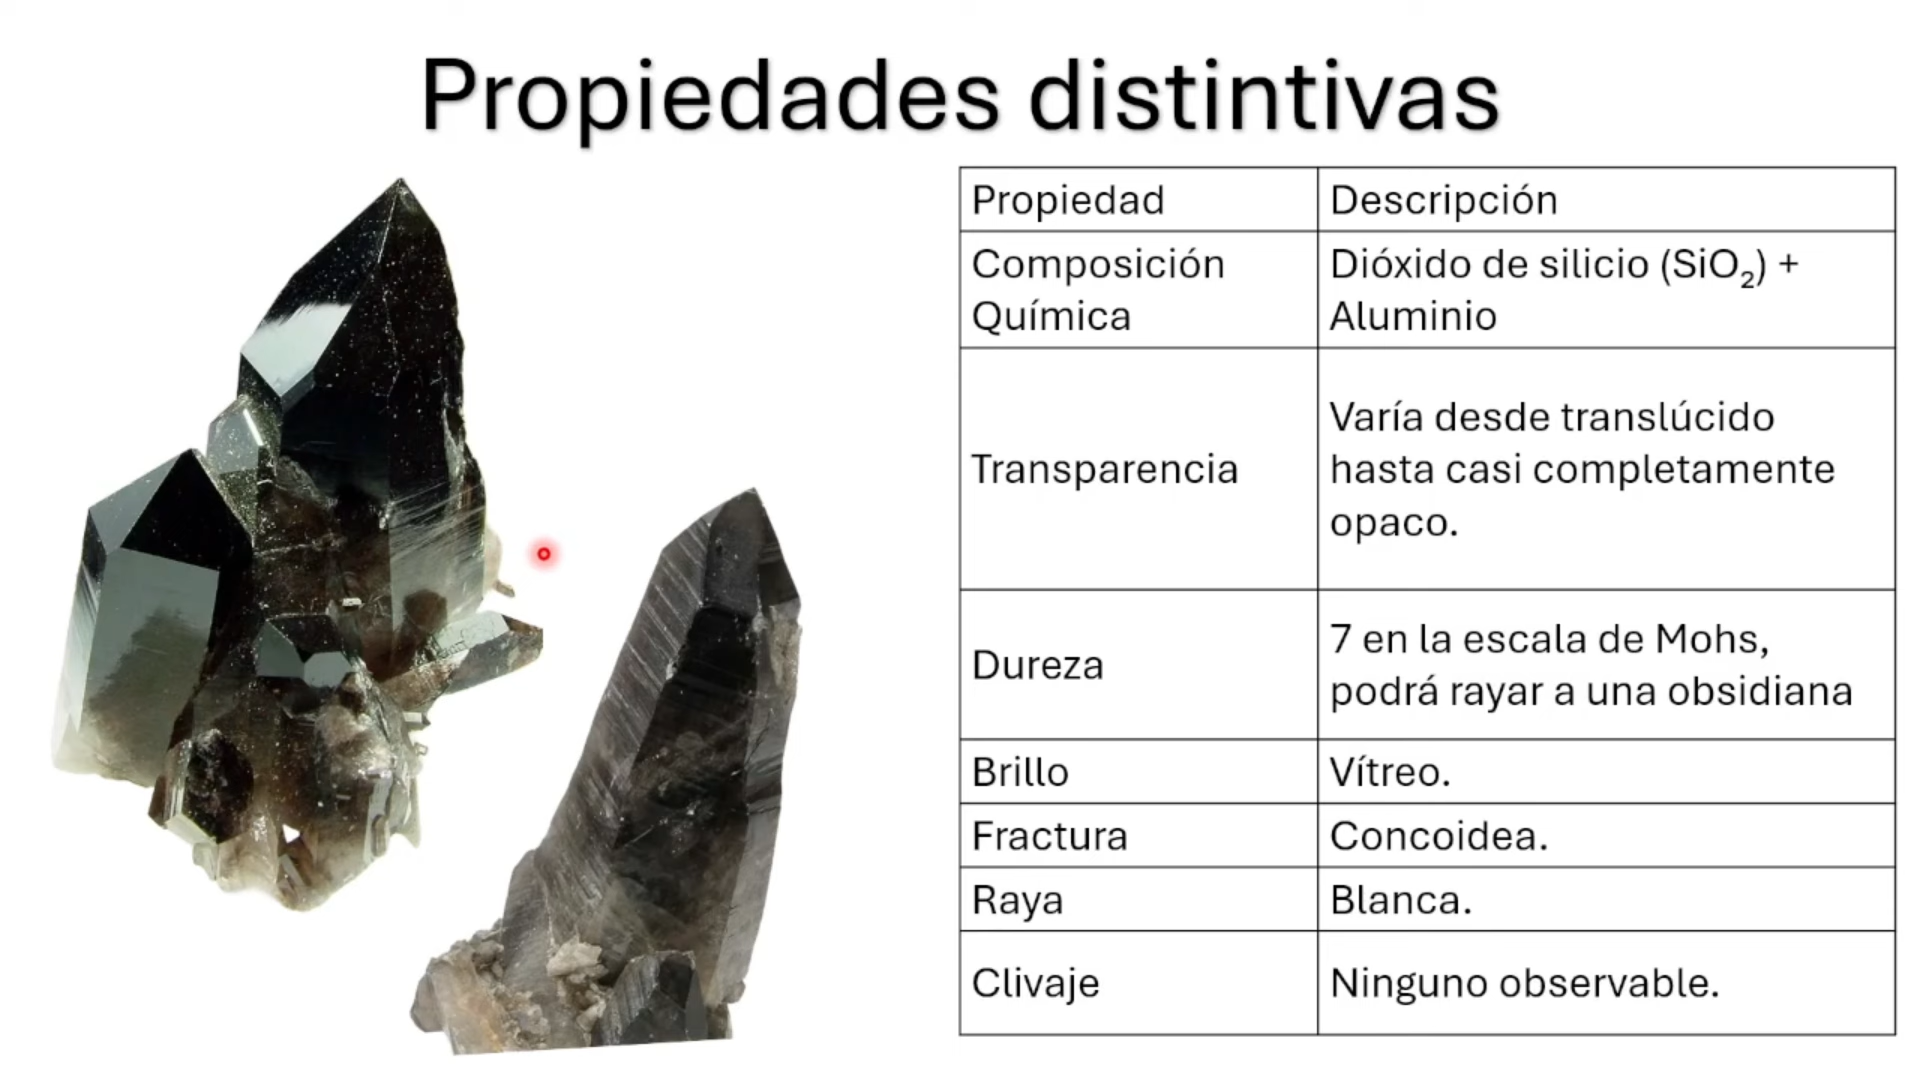 Propiedades distintivas
Propiedad
Descripción
Composición
Química
Dióxido de silicio (SiO₂) +
Aluminio
Transparencia
Varía desde translúcido
hasta casi completamente
opaco.
Dureza
7 en la escala de Mohs,
podrá rayar a una obsidiana
Brillo
Vítreo.
Fractura
Concoidea.
Raya
Blanca.
Clivaje
Ninguno observable.